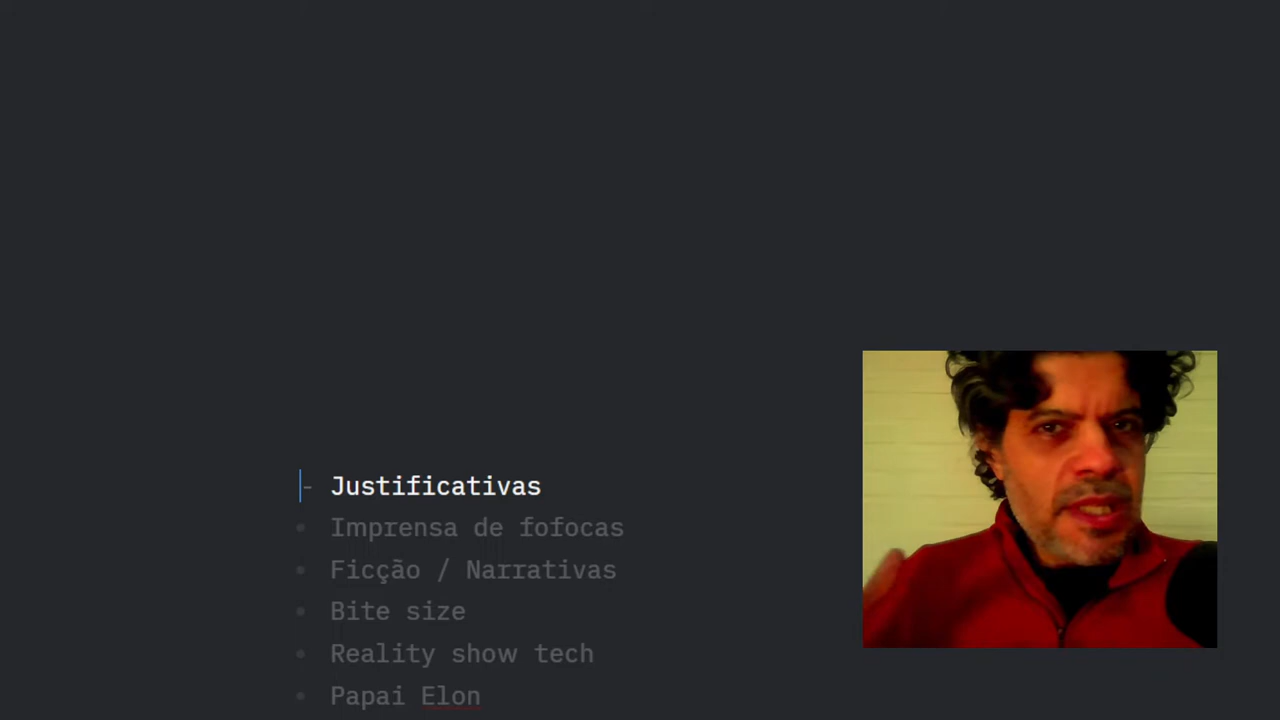 - Justificativas
• Imprensa de fofocas
• Ficção / Narrativas
• Bite size
• Reality show tech
• Papai Elon